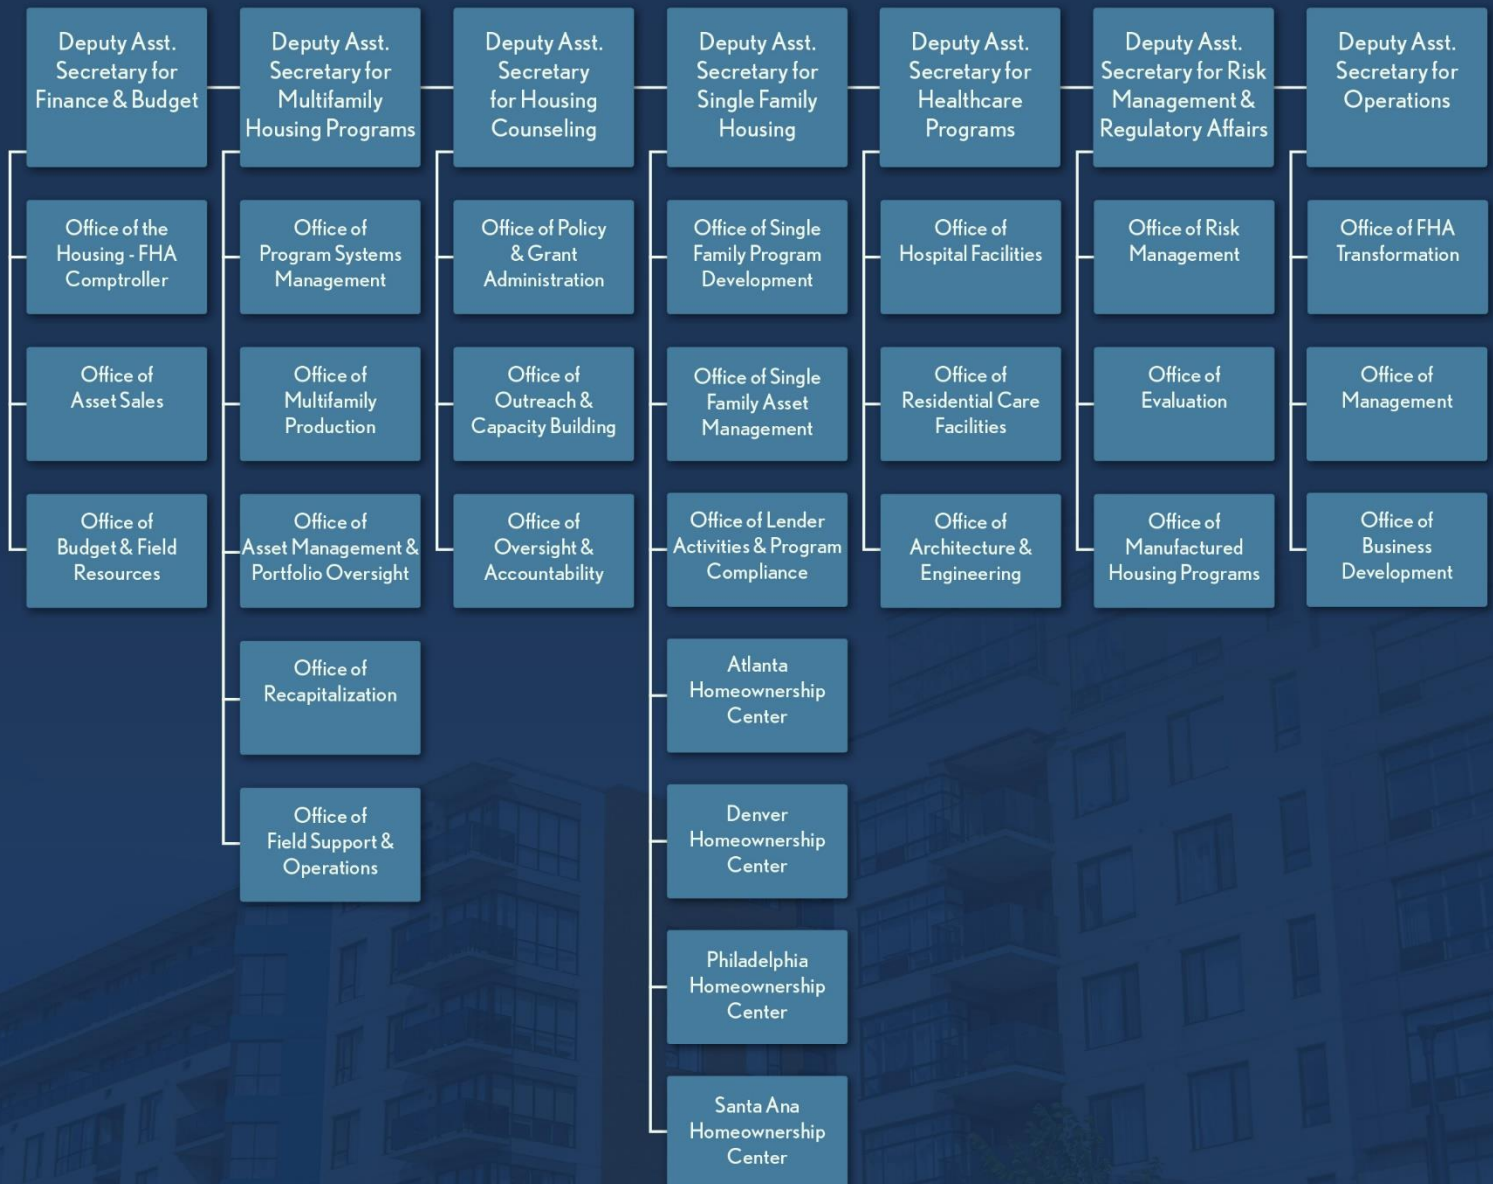 Deputy Asst.
Secretary for
Finance & Budget
Office of the
Housing - FHA
Comptroller
Office of
Asset Sales
Office of
Budget & Field
Resources
Deputy Asst.
Secretary for
Multifamily
Housing Programs
Office of
Program Systems
Management
Office of
Multifamily
Production
Office of
Asset Management &
Portfolio Oversight
Office of
Recapitalization
Office of
Field Support &
Operations
Deputy Asst.
Secretary
for Housing
Counseling
Office of Policy
& Grant
Administration
Office of
Outreach &
Capacity Building
Office of
Oversight &
Accountability
Deputy Asst.
Secretary for
Single Family
Housing
Office of Single
Family Program
Development
Office of Single
Family Asset
Management
Office of Lender
Activities & Program
Compliance
Atlanta
Homeownership
Center
Denver
Homeownership
Center
Philadelphia
Homeownership
Center
Santa Ana
Homeownership
Center
Deputy Asst.
Secretary for
Healthcare
Programs
Office of
Hospital Facilities
Office of
Residential Care
Facilities
Office of
Architecture &
Engineering
Deputy Asst.
Secretary for Risk
Management &
Regulatory Affairs
Office of Risk
Management
Office of
Evaluation
Office of
Manufactured
Housing Programs
Deputy Asst.
Secretary for
Operations
Office of FHA
Transformation
Office of
Management
Office of
Business
Development